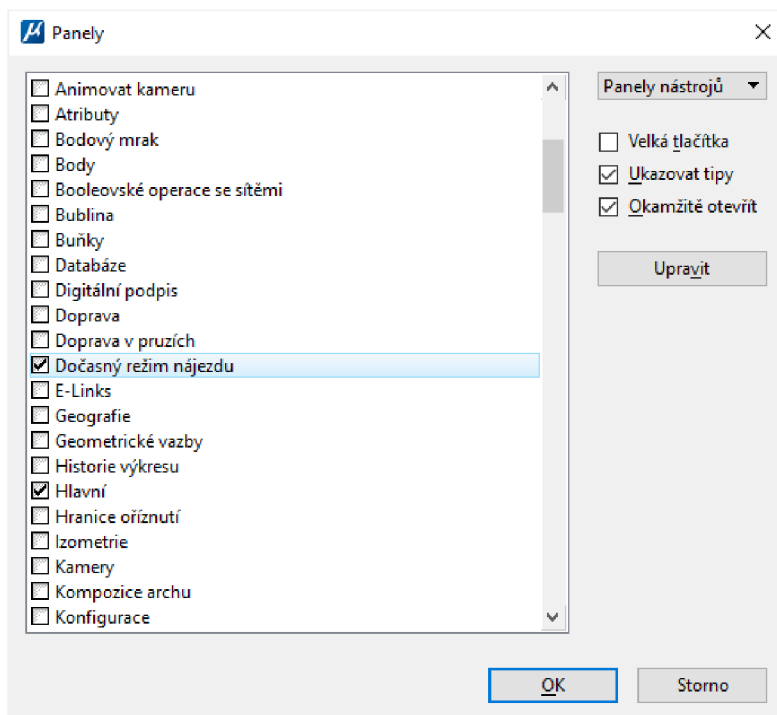 Panely
Animovat kameru
Atributy
Bodový mrak
Body
Booleovské operace se sítěmi
Bublina
Buňky
Databáze
Digitální podpis
Doprava
Doprava v pruzích
Dočasný režim nájezdu
E-Links
Geografie
Geometrické vazby
Historie výkresu
Hlavní
Hranice oříznutí
Izometrie
Kamery
Kompozice archu
Konfigurace
Panely nástrojů
Velká tlačítka
Ukazovat tipy
Okamžitě otevřít
Upravit
OK
Storno